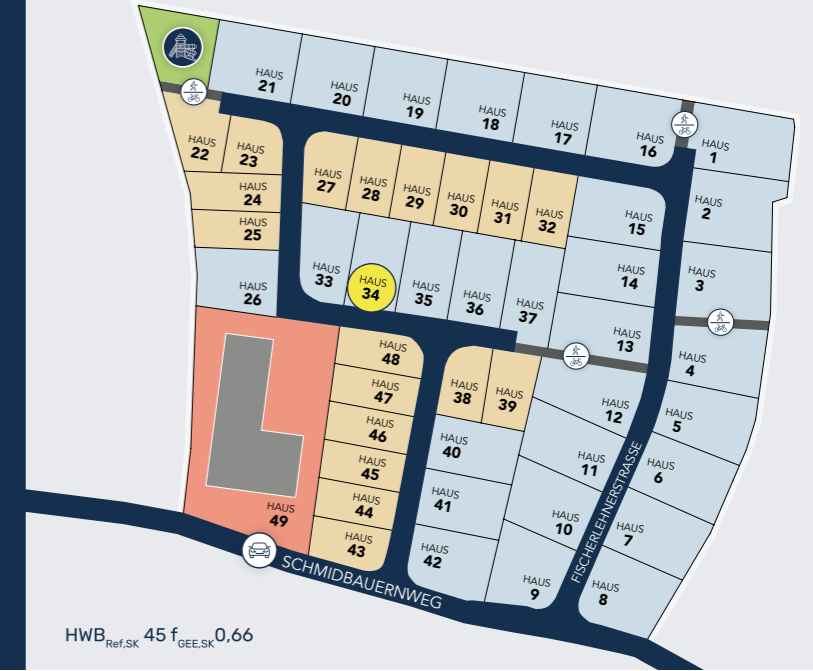 HAUS
21
HAUS
20
HAUS
19
HAUS
18
HAUS
17
HAUS
16
HAUS
1
HAUS
22
HAUS
23
HAUS
24
HAUS
25
HAUS
26
HAUS
27
HAUS
28
HAUS
29
HAUS
30
HAUS
31
HAUS
32
HAUS
15
HAUS
2
HAUS
33
HAUS
34
HAUS
35
HAUS
36
HAUS
37
HAUS
14
HAUS
3
HAUS
13
HAUS
4
HAUS
48
HAUS
47
HAUS
46
HAUS
45
HAUS
44
HAUS
43
HAUS
38
HAUS
39
HAUS
40
HAUS
41
HAUS
42
HAUS
12
HAUS
11
HAUS
10
HAUS
9
HAUS
5
HAUS
6
HAUS
7
HAUS
8
HAUS
49
FISCHERLEHNERSTRASSE
SCHMIDBAUERNWEG
HWB Ref,SK 45 f GEE,SK 0,66